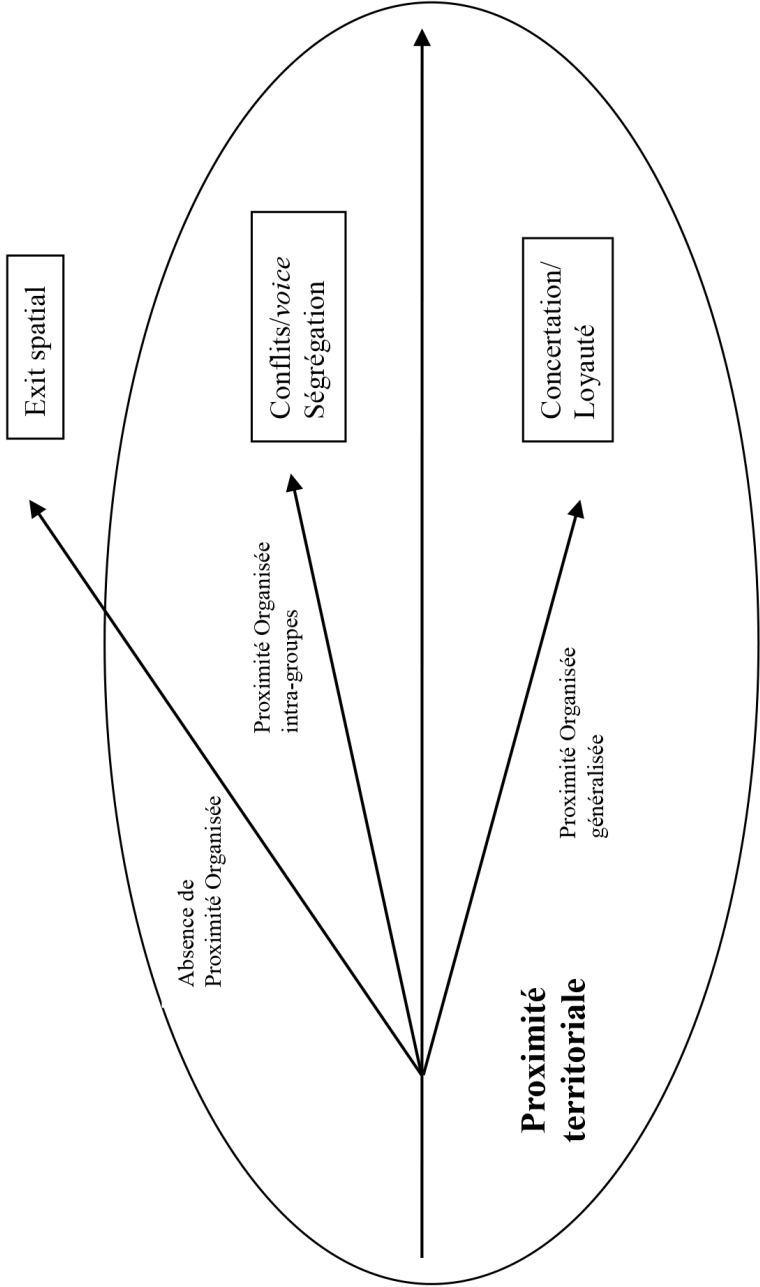 Exit spatial
Absence de
Proximité Organisée
Conflits/voice
Ségrégation
Proximité Organisée
intra-groupes
Concertation/
Loyauté
Proximité Organisée
généralisée
Proximité
territoriale